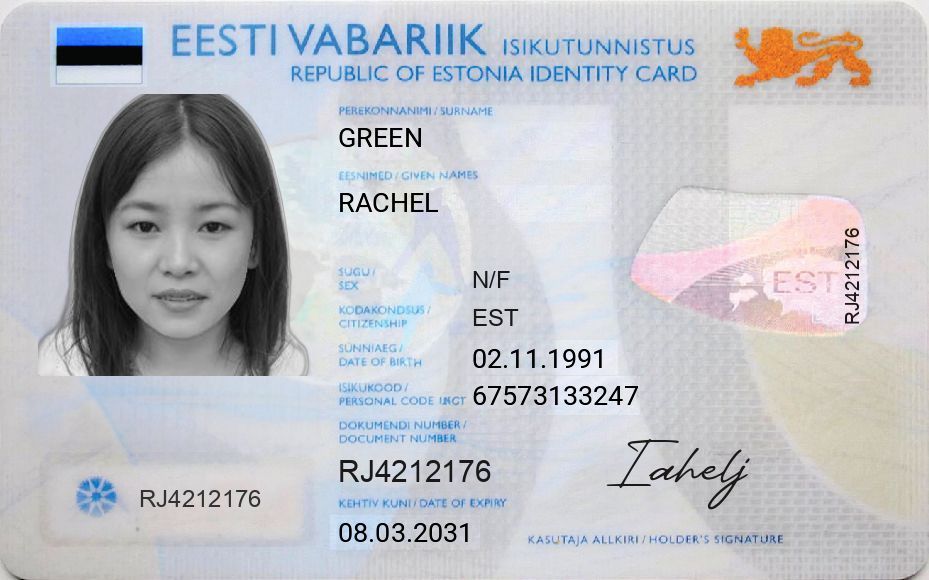 EESTI VABARIIK ISIKUTUNNISTUS
REPUBLIC OF ESTONIA IDENTITY CARD
PEREKONNANIMI / SURNAME
GREEN
EESNIMED / GIVEN NAMES
RACHEL
SUGU / SEX
N/F
KODAKONDSUS / CITIZENSHIP
EST
SÜNNIAEG / DATE OF BIRTH
02.11.1991
ISIKUKOOD / PERSONAL CODE
67573133247
DOKUMENDI NUMBER / DOCUMENT NUMBER
RJ4212176
KEHTIV KUNI / DATE OF EXPIRY
08.03.2031
RJ4212176
EST
RJ4212176
KASUTAJA ALLKIRI / HOLDER'S SIGNATURE